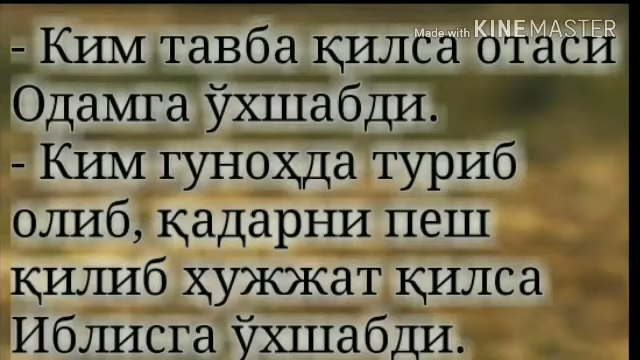 Made with KINEMASTER
- Ким тавба қилса отаси
Одамга ўхшабди.
- Ким гуноҳда туриб
олиб, қадарни пеш
қилиб ҳужжат қилса
Иблисга ўхшабди.